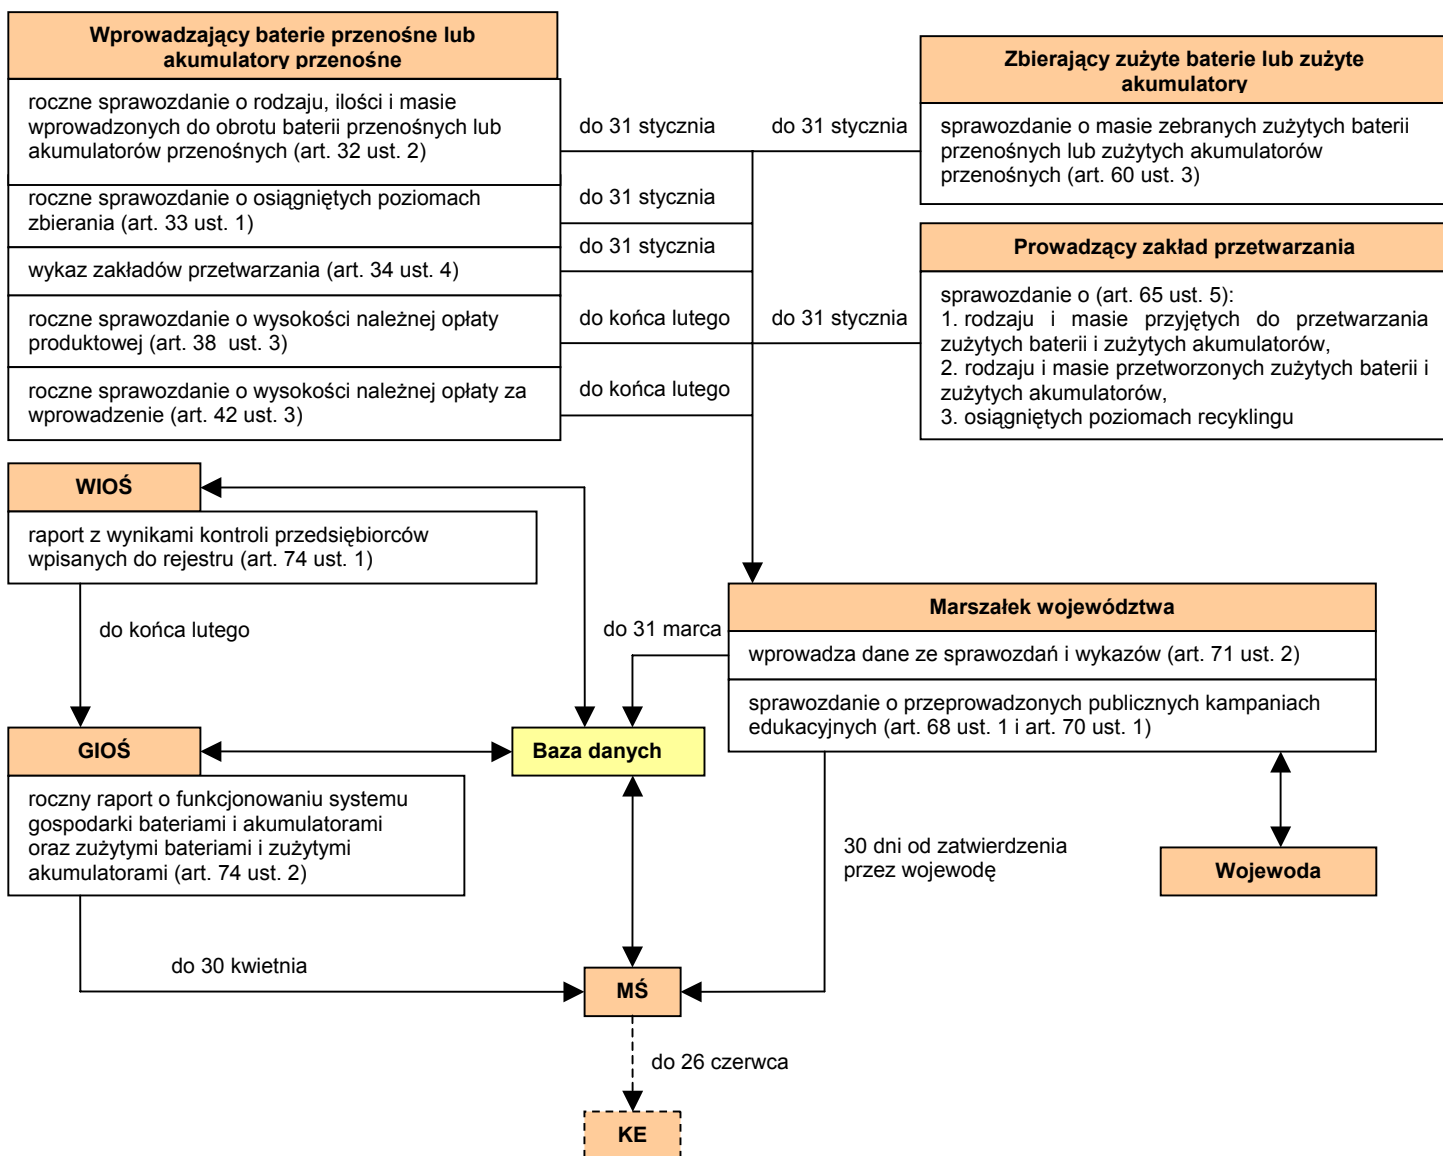 Wprowadzający baterie przenośne lub
akumulatory przenośne
roczne sprawozdanie o rodzaju, ilości i masie
wprowadzonych do obrotu baterii przenośnych lub
akumulatorów przenośnych (art. 32 ust. 2)
roczne sprawozdanie o osiągniętych poziomach
zbierania (art. 33 ust. 1)
wykaz zakładów przetwarzania (art. 34 ust. 4)
roczne sprawozdanie o wysokości należnej opłaty
produktowej (art. 38 ust. 3)
roczne sprawozdanie o wysokości należnej opłaty za
wprowadzenie (art. 42 ust. 3)
do 31 stycznia
do 31 stycznia
do 31 stycznia
do końca lutego
do końca lutego
do 31 stycznia
do 31 stycznia
Zbierający zużyte baterie lub zużyte
akumulatory
sprawozdanie o masie zebranych zużytych baterii
przenośnych lub zużytych akumulatorów
przenośnych (art. 60 ust. 3)
Prowadzący zakład przetwarzania
sprawozdanie o (art. 65 ust. 5):
1. rodzaju i masie przyjętych do przetwarzania
zużytych baterii i zużytych akumulatorów,
2. rodzaju i masie przetworzonych zużytych baterii i
zużytych akumulatorów,
3. osiągniętych poziomach recyklingu
WIOŚ
raport z wynikami kontroli przedsiębiorców
wpisanych do rejestru (art. 74 ust. 1)
do końca lutego
do 31 marca
Marszałek województwa
wprowadza dane ze sprawozdań i wykazów (art. 71 ust. 2)
sprawozdanie o przeprowadzonych publicznych kampaniach
edukacyjnych (art. 68 ust. 1 i art. 70 ust. 1)
GIOŚ
roczny raport o funkcjonowaniu systemu
gospodarki bateriami i akumulatorami
oraz zużytymi bateriami i zużytymi
akumulatorami (art. 74 ust. 2)
Baza danych
30 dni od zatwierdzenia
przez wojewodę
Wojewoda
do 30 kwietnia
MŚ
do 26 czerwca
KE